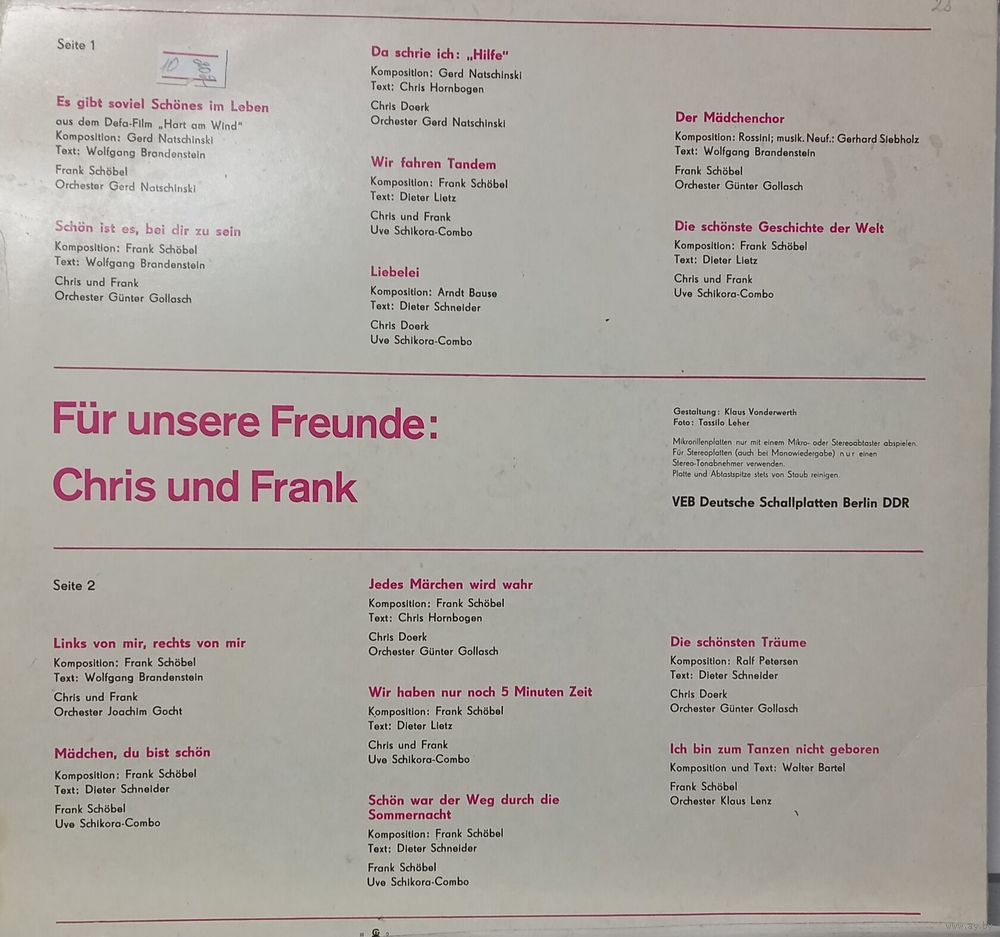 Seite 1
Es gibt soviel Schönes im Leben
aus dem Defa-Film „Hart am Wind“
Komposition: Gerd Natschinski
Text: Wolfgang Brandenstein
Frank Schöbel
Orchester Gerd Natschinski
Schön ist es, bei dir zu sein
Komposition: Frank Schöbel
Text: Wolfgang Brandenstein
Chris und Frank
Orchester Günter Gollasch
Da schrie ich: „Hilfe“
Komposition: Gerd Natschinski
Text: Chris Hornbogen
Chris Doerk
Orchester Gerd Natschinski
Wir fahren Tandem
Komposition: Frank Schöbel
Text: Dieter Lietz
Chris und Frank
Uve Schikora-Combo
Liebelei
Komposition: Arndt Bause
Text: Dieter Schneider
Chris Doerk
Uve Schikora-Combo
Der Mädchenchor
Komposition: Rossini; musik. Neuf.: Gerhard Siebholz
Text: Wolfgang Brandenstein
Frank Schöbel
Orchester Günter Gollasch
Die schönste Geschichte der Welt
Komposition: Frank Schöbel
Text: Dieter Lietz
Chris und Frank
Uve Schikora-Combo
Für unsere Freunde:
Chris und Frank
Gestaltung: Klaus Vonderwerth
Foto: Tassilo Leher
Mikrorillenplatten nur mit einem Mikro- oder Stereoabtaster abspielen.
Für Stereoplatten (auch bei Monowiedergabe) nur einen
Stereo-Tonabnehmer verwenden.
Platte und Abtastspitze stets von Staub reinigen.
VEB Deutsche Schallplatten Berlin DDR
Seite 2
Links von mir, rechts von mir
Komposition: Frank Schöbel
Text: Wolfgang Brandenstein
Chris und Frank
Orchester Joachim Gocht
Mädchen, du bist schön
Komposition: Frank Schöbel
Text: Dieter Schneider
Frank Schöbel
Uve Schikora-Combo
Jedes Märchen wird wahr
Komposition: Frank Schöbel
Text: Chris Hornbogen
Chris Doerk
Orchester Günter Gollasch
Wir haben nur noch 5 Minuten Zeit
Komposition: Frank Schöbel
Text: Dieter Lietz
Chris und Frank
Uve Schikora-Combo
Schön war der Weg durch die
Sommernacht
Komposition: Frank Schöbel
Text: Dieter Schneider
Frank Schöbel
Uve Schikora-Combo
Die schönsten Träume
Komposition: Ralf Petersen
Text: Dieter Schneider
Chris Doerk
Orchester Günter Gollasch
Ich bin zum Tanzen nicht geboren
Komposition und Text: Walter Bartel
Frank Schöbel
Orchester Klaus Lenz